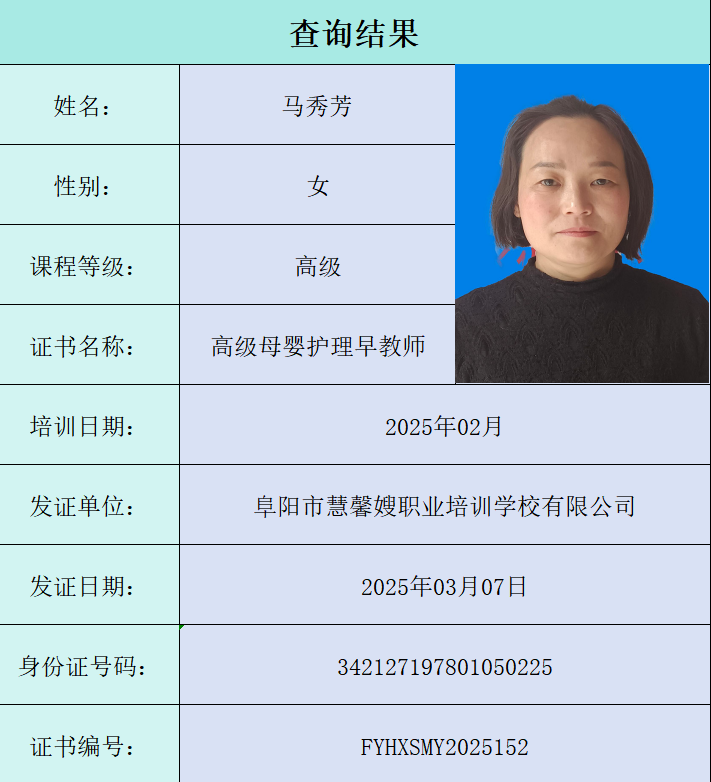 查询结果
姓名： 马秀芳
性别： 女
课程等级： 高级
证书名称： 高级母婴护理早教师
培训日期： 2025年02月
发证单位： 阜阳市慧馨嫂职业培训学校有限公司
发证日期： 2025年03月07日
身份证号码： 342127197801050225
证书编号： FYHXSMY2025152